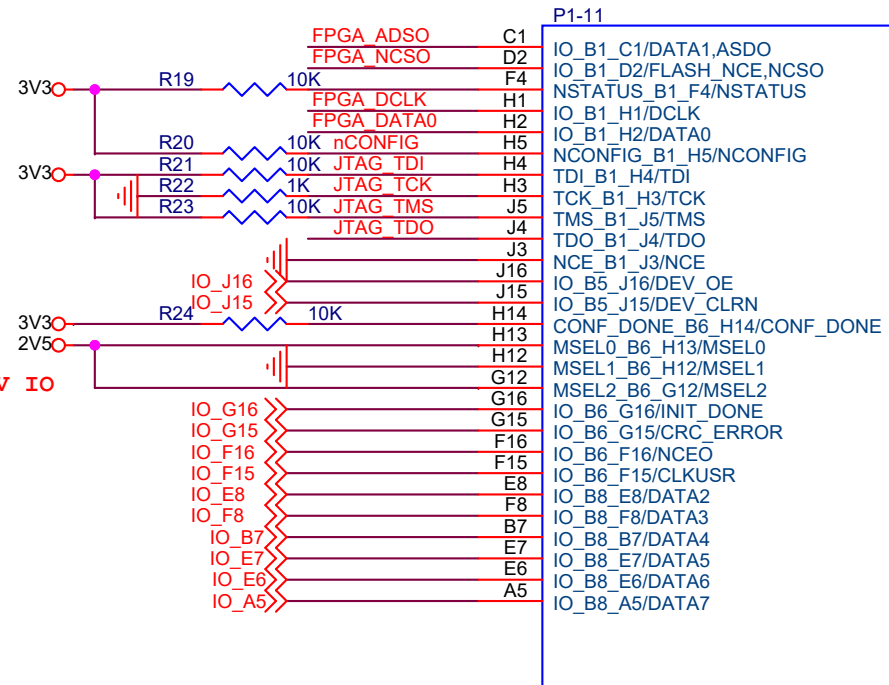 P1-11
FPGA_ADSO C1 IO_B1_C1/DATA1,ASDO
FPGA_NCSO D2 IO_B1_D2/FLASH_NCE,NCSO
3V3 R19 10K F4 NSTATUS_B1_F4/NSTATUS
FPGA_DCLK H1 IO_B1_H1/DCLK
FPGA_DATA0 H2 IO_B1_H2/DATA0
R20 10K nCONFIG H5 NCONFIG_B1_H5/NCONFIG
3V3 R21 10K JTAG_TDI H4 TDI_B1_H4/TDI
R22 1K JTAG_TCK H3 TCK_B1_H3/TCK
R23 10K JTAG_TMS J5 TMS_B1_J5/TMS
JTAG_TDO J4 TDO_B1_J4/TDO
J3 NCE_B1_J3/NCE
IO_J16 J16 IO_B5_J16/DEV_OE
IO_J15 J15 IO_B5_J15/DEV_CLRN
3V3 R24 10K H14 CONF_DONE_B6_H14/CONF_DONE
2V5 H13 MSEL0_B6_H13/MSEL0
H12 MSEL1_B6_H12/MSEL1
V IO G12 MSEL2_B6_G12/MSEL2
IO_G16 G16 IO_B6_G16/INIT_DONE
IO_G15 G15 IO_B6_G15/CRC_ERROR
IO_F16 F16 IO_B6_F16/NCEO
IO_F15 F15 IO_B6_F15/CLKUSR
IO_E8 E8 IO_B8_E8/DATA2
IO_F8 F8 IO_B8_F8/DATA3
IO_B7 B7 IO_B8_B7/DATA4
IO_E7 E7 IO_B8_E7/DATA5
IO_E6 E6 IO_B8_E6/DATA6
IO_A5 A5 IO_B8_A5/DATA7